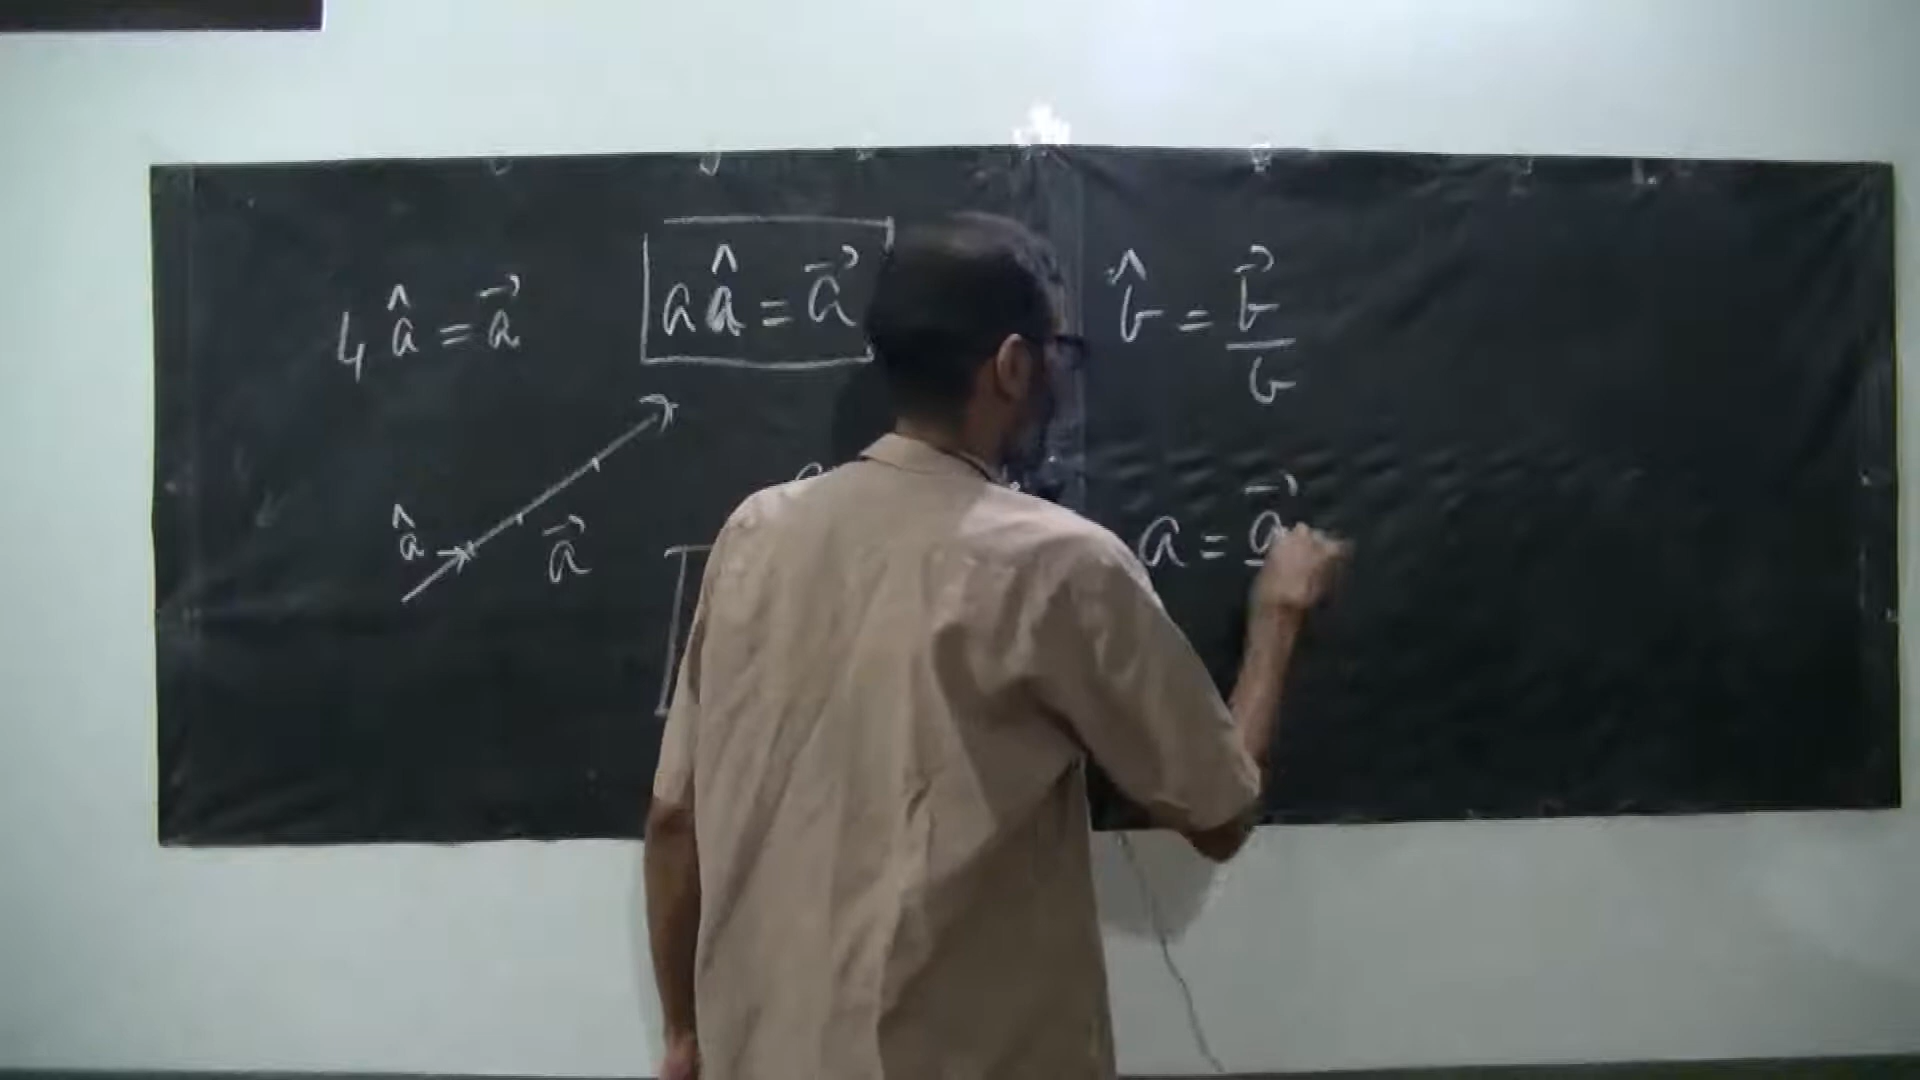 4 â = a⃗
a â = a⃗
â
a⃗
b̂ = b⃗ / b
a = a⃗